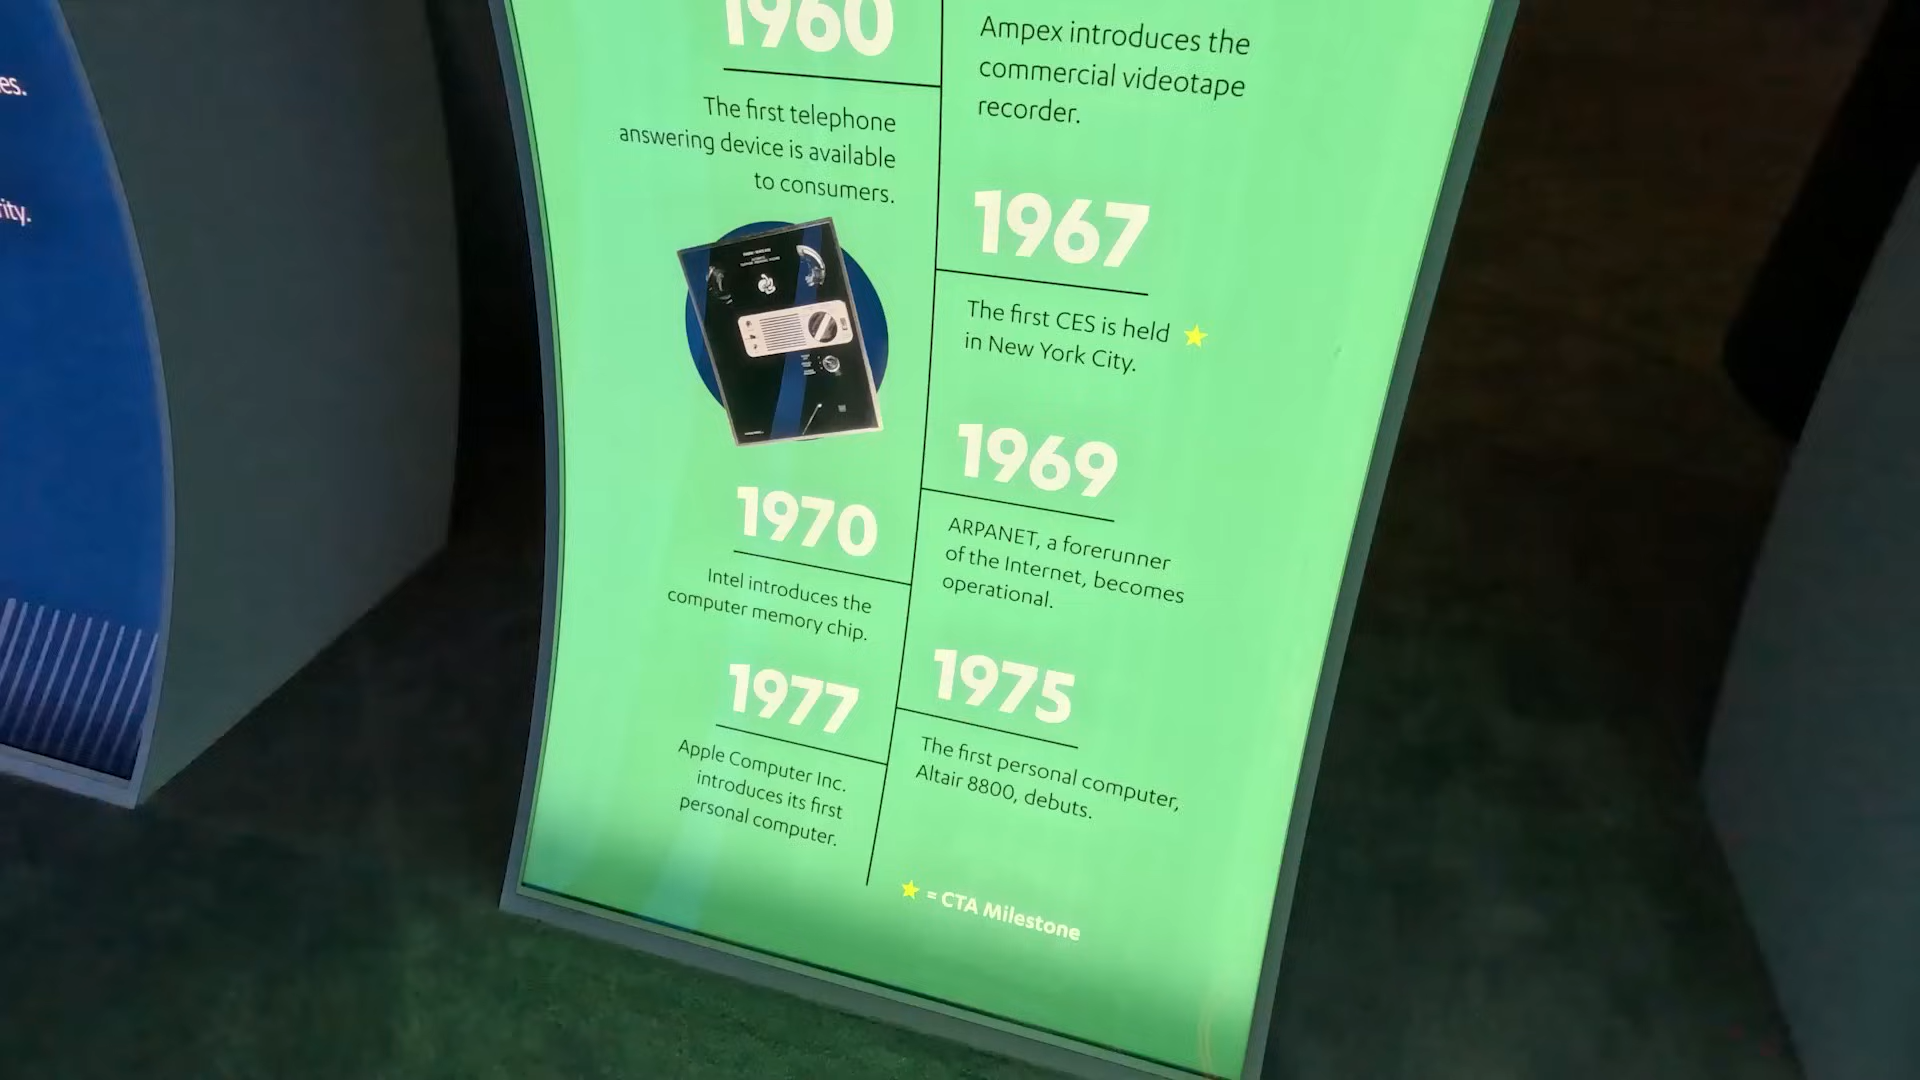 es.
ity.
1960
The first telephone
answering device is available
to consumers.
1970
Intel introduces the
computer memory chip.
1977
Apple Computer Inc.
introduces its first
personal computer.
Ampex introduces the
commercial videotape
recorder.
1967
The first CES is held
in New York City.
1969
ARPANET, a forerunner
of the Internet, becomes
operational.
1975
The first personal computer,
Altair 8800, debuts.
= CTA Milestone